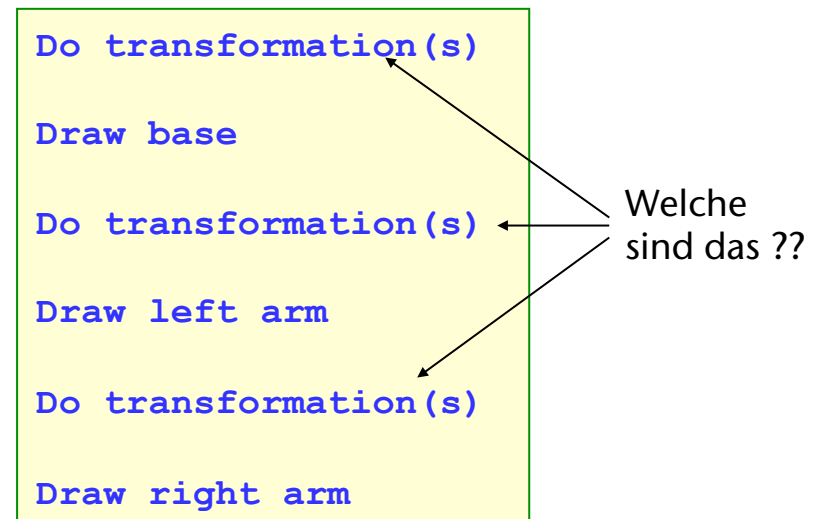 Do transformation(s)
Draw base
Do transformation(s)
Draw left arm
Do transformation(s)
Draw right arm
Welche
sind das ??